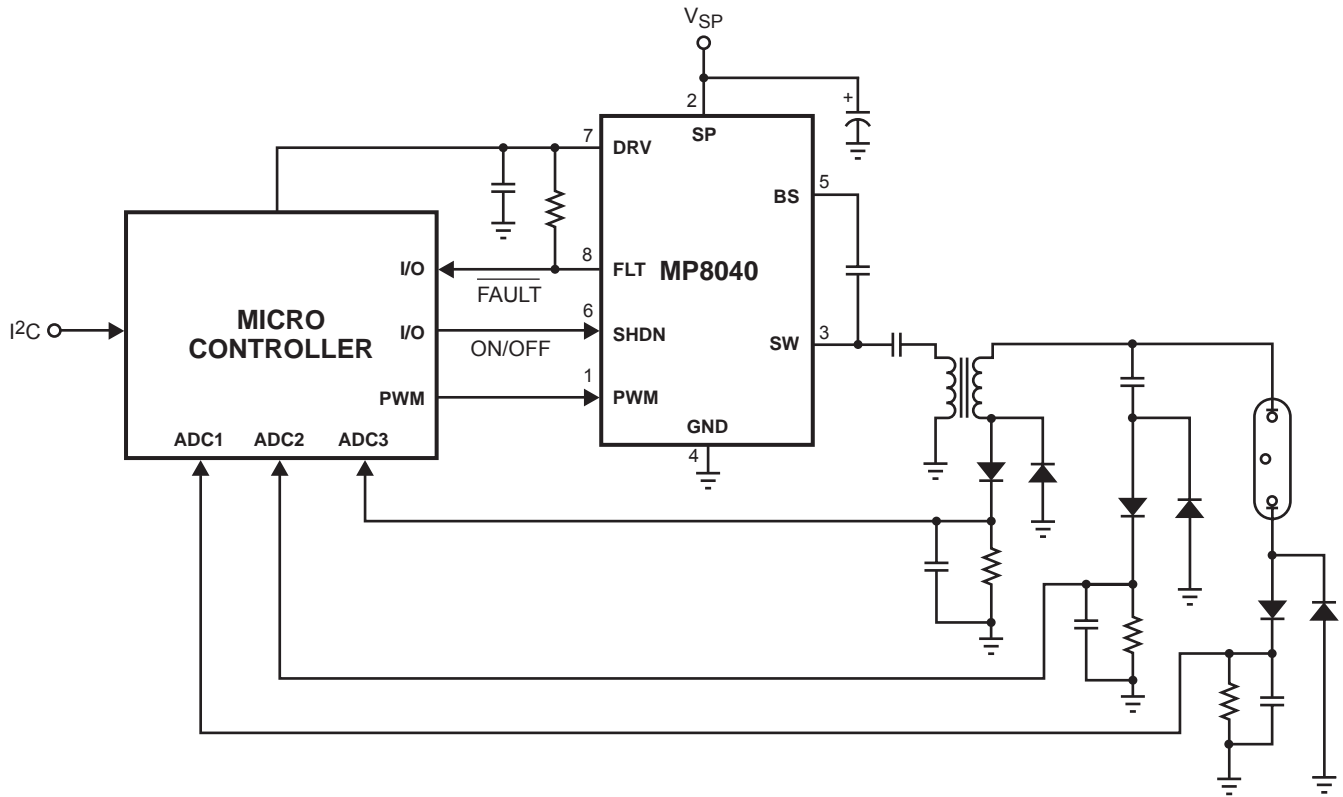 VSP
+
2
SP
7
DRV
5
BS
I/O
8
FLT
MP8040
FAULT
I²C
MICRO
CONTROLLER
I/O
6
SHDN
ON/OFF
3
SW
PWM
1
PWM
GND
4
ADC1 ADC2 ADC3